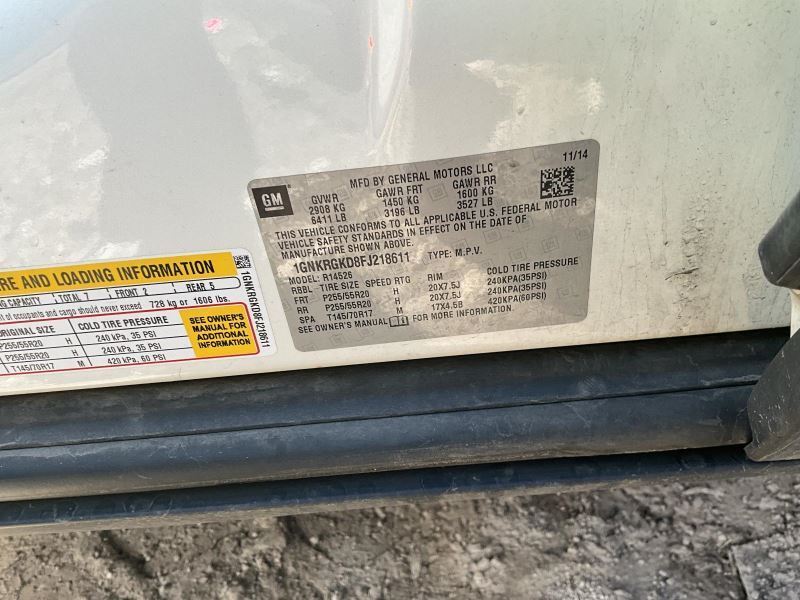 GM
MFD BY GENERAL MOTORS LLC 11/14
GVWR GAWR FRT GAWR RR
2908 KG 1450 KG 1600 KG
6411 LB 3196 LB 3527 LB
THIS VEHICLE CONFORMS TO ALL APPLICABLE U.S. FEDERAL MOTOR
VEHICLE SAFETY STANDARDS IN EFFECT ON THE DATE OF
MANUFACTURE SHOWN ABOVE.
1GNKRGKD8FJ218611 TYPE: M.P.V.
MODEL: R14526
RBBL TIRE SIZE SPEED RTG RIM COLD TIRE PRESSURE
FRT P255/55R20 H 20X7.5J 240KPA(35PSI)
RR P255/55R20 H 20X7.5J 240KPA(35PSI)
SPA T145/70R17 M 17X4.5B 420KPA(60PSI)
SEE OWNER'S MANUAL FOR MORE INFORMATION.
RE AND LOADING INFORMATION
NG CAPACITY TOTAL 7 FRONT 2 REAR 5
t of occupants and cargo should never exceed 728 kg or 1606 lbs.
ORIGINAL SIZE COLD TIRE PRESSURE
P255/55R20 H 240 kPa, 35 PSI
P255/55R20 H 240 kPa, 35 PSI
T145/70R17 M 420 kPa, 60 PSI
SEE OWNER'S
MANUAL FOR
ADDITIONAL
INFORMATION
1GNKRGKD8FJ218611